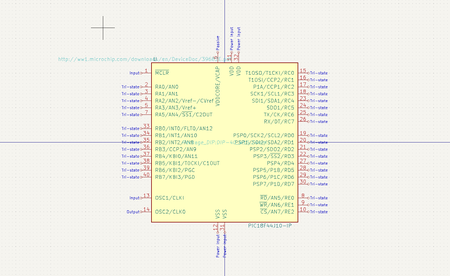 Passive
Power input
Power input
http://ww1.microchip.com/downloads/en/DeviceDoc/
VDDCORE/VCAP
VDD
VDD
Input 1 MCLR
Tri-state 2 RA0/AN0
Tri-state 3 RA1/AN1
Tri-state 4 RA2/AN2/Vref-/CVref
Tri-state 5 RA3/AN3/Vref+
Tri-state 7 RA5/AN4/SS1/C2OUT
Tri-state 33 RB0/INT0/FLT0/AN12
Tri-state 34 RB1/INT1/AN10
Tri-state 35 RB2/INT2/AN8
Tri-state 36 RB3/CCP2/AN9
Tri-state 37 RB4/KBI0/AN11
Tri-state 38 RB5/KBI1/T0CKI/C1OUT
Tri-state 39 RB6/KBI2/PGC
Tri-state 40 RB7/KBI3/PGD
Input 13 OSC1/CLKI
Output 14 OSC2/CLKO
T1OSO/T1CKI/RC0 15 Tri-state
T1OSI/CCP2/RC1 16 Tri-state
P1A/CCP1/RC2 17 Tri-state
SCK1/SCL1/RC3 18 Tri-state
SDI1/SDA1/RC4 23 Tri-state
SDO1/RC5 24 Tri-state
TX/CK/RC6 25 Tri-state
RX/DT/RC7 26 Tri-state
PSP0/SCK2/SCL2/RD0 19 Tri-state
PSP1/SDI2/SDA2/RD1 20 Tri-state
PSP2/SDO2/RD2 21 Tri-state
PSP3/SS2/RD3 22 Tri-state
PSP4/RD4 27 Tri-state
PSP5/P1B/RD5 28 Tri-state
PSP6/P1C/RD6 29 Tri-state
PSP7/P1D/RD7 30 Tri-state
RD/AN5/RE0 8 Tri-state
WR/AN6/RE1 9 Tri-state
CS/AN7/RE2 10 Tri-state
VSS
VSS
12
31
Power input
Power input
PIC18F44J10-IP